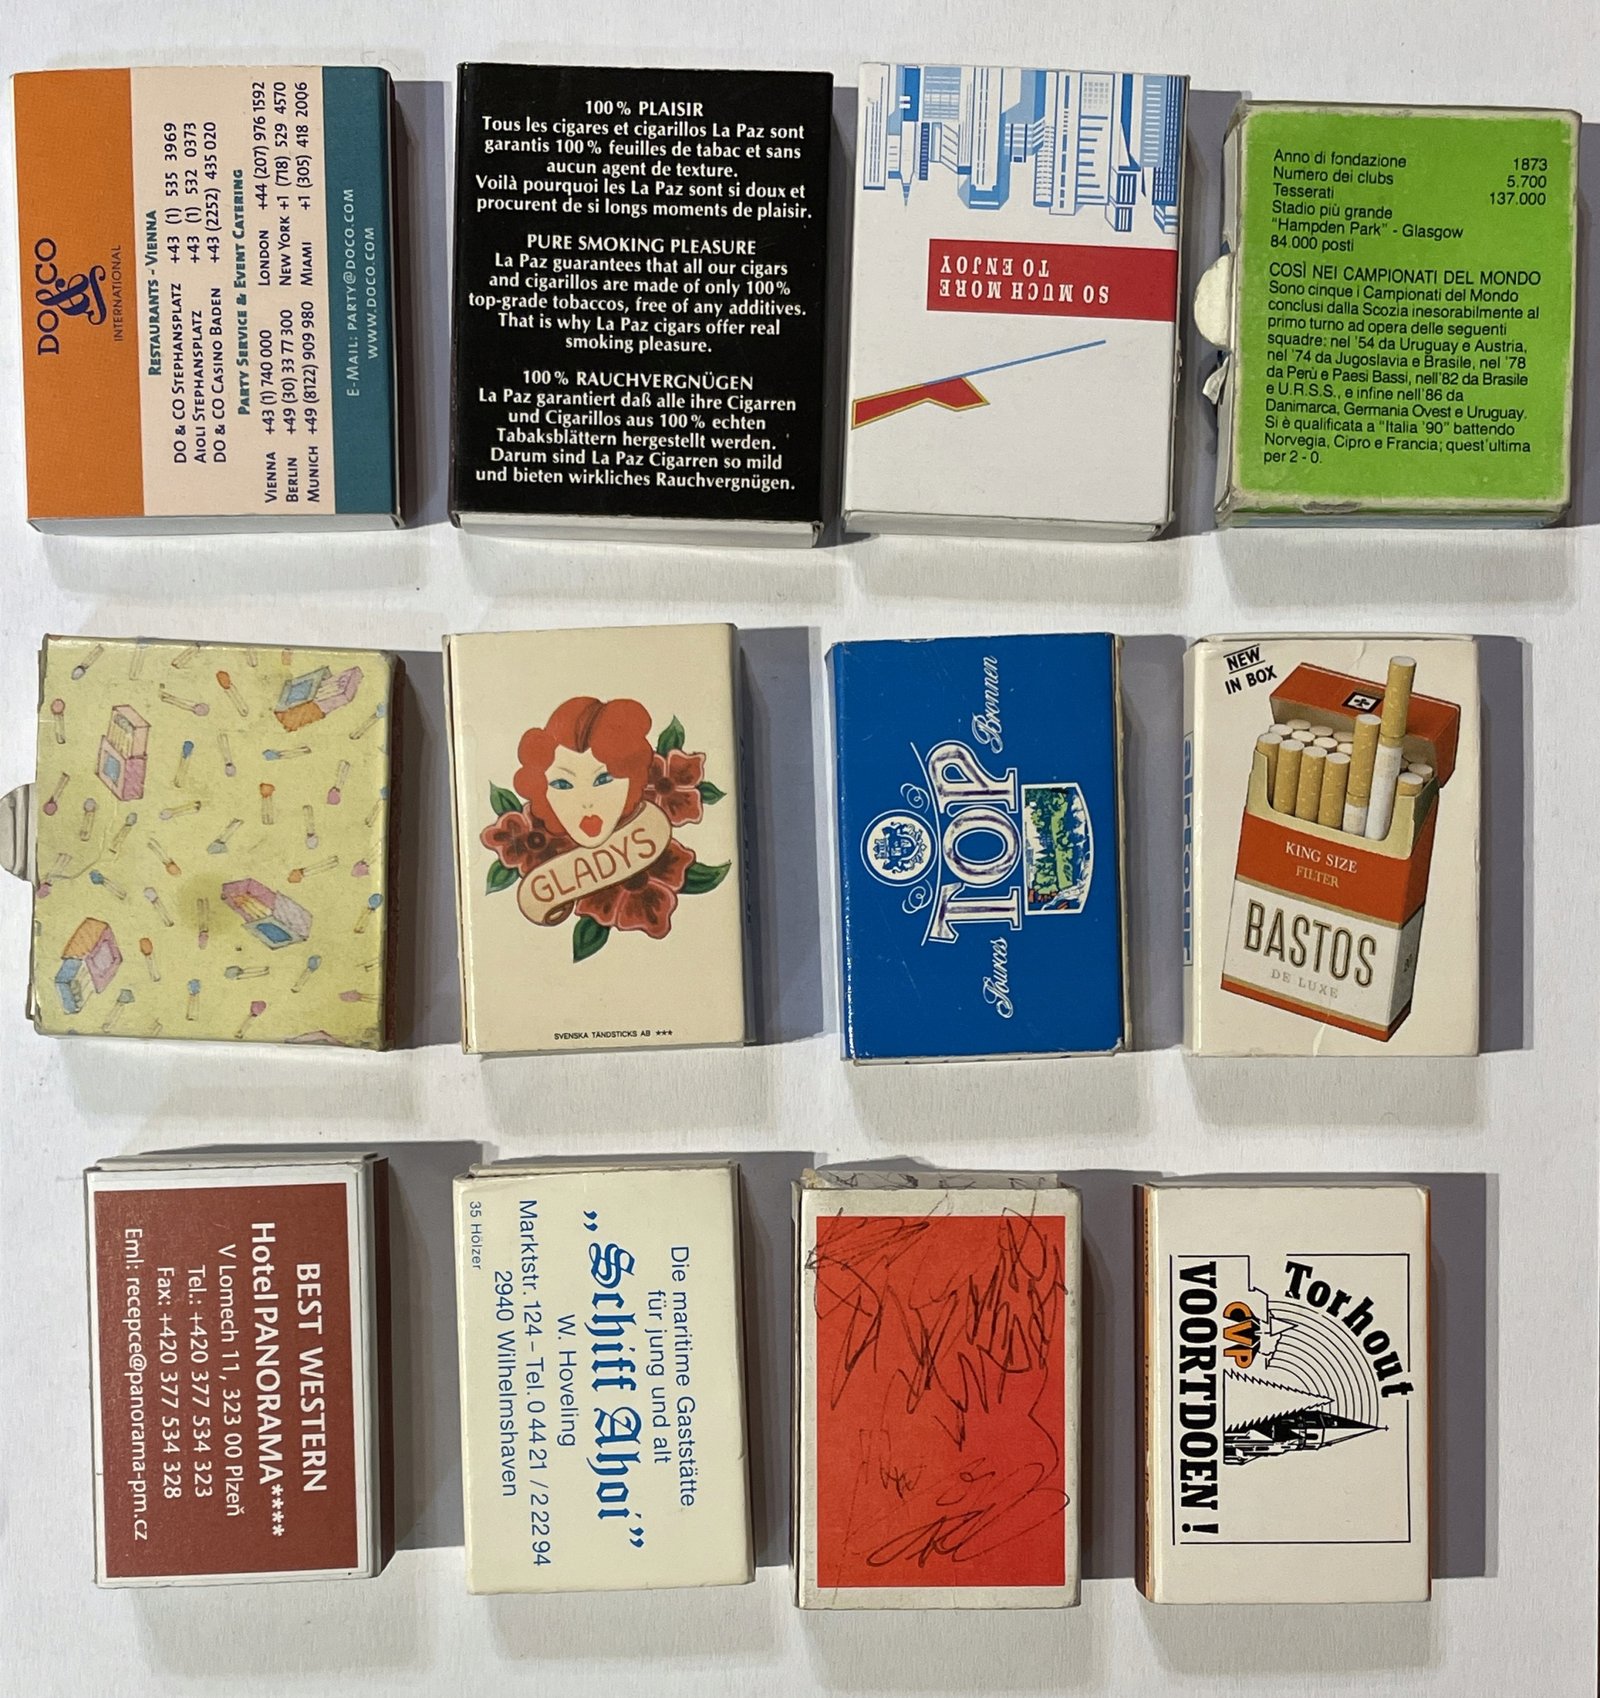 DO&CO
INTERNATIONAL
RESTAURANTS - VIENNA
DO & CO STEPHANSPLATZ +43 (1) 535 3969
AIOLI STEPHANSPLATZ +43 (1) 532 0373
DO & CO CASINO BADEN +43 (2252) 435 020
PARTY SERVICE & EVENT CATERING
VIENNA +43 (1) 740 000 LONDON +44 (207) 976 1592
BERLIN +49 (30) 33 77 300 NEW YORK +1 (718) 529 4570
MUNICH +49 (8122) 909 980 MIAMI +1 (305) 418 2006
E-MAIL: PARTY@DOCO.COM
WWW.DOCO.COM
100 % PLAISIR
Tous les cigares et cigarillos La Paz sont
garantis 100 % feuilles de tabac et sans
aucun agent de texture.
Voilà pourquoi les La Paz sont si doux et
procurent de si longs moments de plaisir.
PURE SMOKING PLEASURE
La Paz guarantees that all our cigars
and cigarillos are made of only 100%
top-grade tobaccos, free of any additives.
That is why La Paz cigars offer real
smoking pleasure.
100 % RAUCHVERGNÜGEN
La Paz garantiert daß alle ihre Cigarren
und Cigarillos aus 100 % echten
Tabaksblättern hergestellt werden.
Darum sind La Paz Cigarren so mild
und bieten wirkliches Rauchvergnügen.
SO MUCH MORE
TO ENJOY
Anno di fondazione 1873
Numero dei clubs 5.700
Tesserati 137.000
Stadio più grande
"Hampden Park" - Glasgow
84.000 posti
COSÌ NEI CAMPIONATI DEL MONDO
Sono cinque i Campionati del Mondo
conclusi dalla Scozia inesorabilmente al
primo turno ad opera delle seguenti
squadre: nel '54 da Uruguay e Austria,
nel '74 da Jugoslavia e Brasile, nel '78
da Perù e Paesi Bassi, nell'82 da Brasile
e U.R.S.S., e infine nell'86 da
Danimarca, Germania Ovest e Uruguay.
Si è qualificata a "Italia '90" battendo
Norvegia, Cipro e Francia; quest'ultima
per 2 - 0.
GLADYS
SVENSKA TÄNDSTICKS AB ★★★
Sources TOP Bronnen
NEW
IN BOX
KING SIZE
FILTER
BASTOS
DE LUXE
BEST WESTERN
Hotel PANORAMA****
V Lomech 11, 323 00 Plzeň
Tel.: +420 377 534 323
Fax: +420 377 534 328
Eml: recepce@panorama-pm.cz
Die maritime Gaststätte
für jung und alt
„Schiff Ahoi"
W. Hoveling
Marktstr. 124 - Tel. 0 44 21 / 2 22 94
2940 Wilhelmshaven
35 Hölzer
Torhout
CVP
VOORTDOEN !